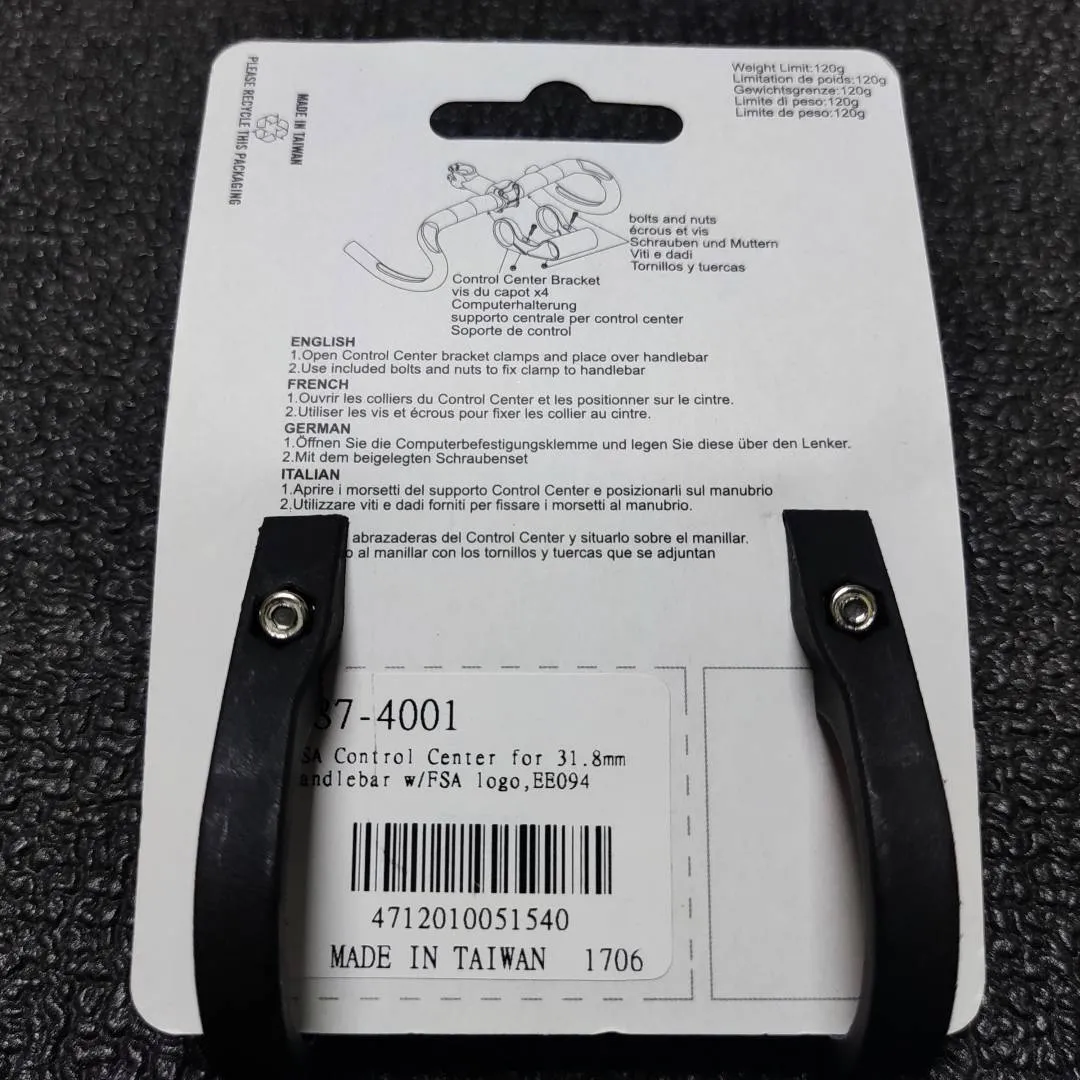 PLEASE RECYCLE THIS PACKAGING
MADE IN TAIWAN
Weight Limit:120g
Limitation de poids:120g
Gewichtsgrenze:120g
Limite di peso:120g
Limite de peso:120g
bolts and nuts
écrous et vis
Schrauben und Muttern
Viti e dadi
Tornillos y tuercas
Control Center Bracket
vis du capot x4
Computerhalterung
supporto centrale per control center
Soporte de control
ENGLISH
1.Open Control Center bracket clamps and place over handlebar
2.Use included bolts and nuts to fix clamp to handlebar
FRENCH
1.Ouvrir les colliers du Control Center et les positionner sur le cintre.
2.Utiliser les vis et écrous pour fixer les collier au cintre.
GERMAN
1.Öffnen Sie die Computerbefestigungsklemme und legen Sie diese über den Lenker.
2.Mit dem beigelegten Schraubenset
ITALIAN
1.Aprire i morsetti del supporto Control Center e posizionarli sul manubrio
2.Utilizzare viti e dadi forniti per fissare i morsetti al manubrio.
abrazaderas del Control Center y situarlo sobre el manillar.
o al manillar con los tornillos y tuercas que se adjuntan
87-4001
SA Control Center for 31.8mm
andlebar w/FSA logo,EE094
4712010051540
MADE IN TAIWAN 1706